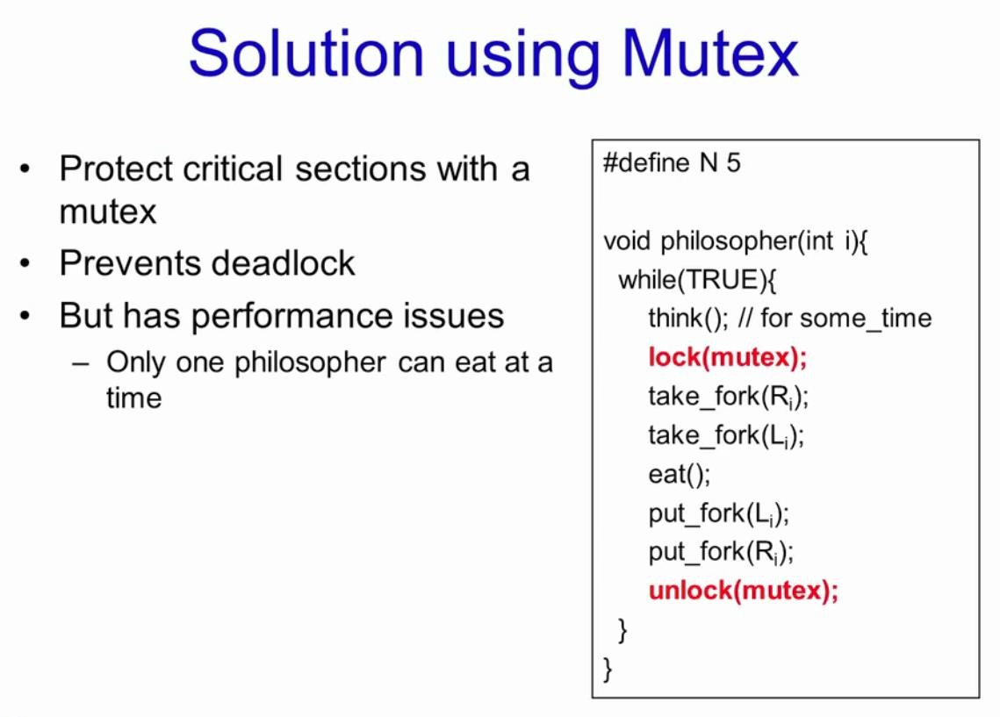 Solution using Mutex
• Protect critical sections with a
mutex
• Prevents deadlock
• But has performance issues
– Only one philosopher can eat at a
time
#define N 5
void philosopher(int i){
while(TRUE){
think(); // for some_time
lock(mutex);
take_fork(Rᵢ);
take_fork(Lᵢ);
eat();
put_fork(Lᵢ);
put_fork(Rᵢ);
unlock(mutex);
}
}